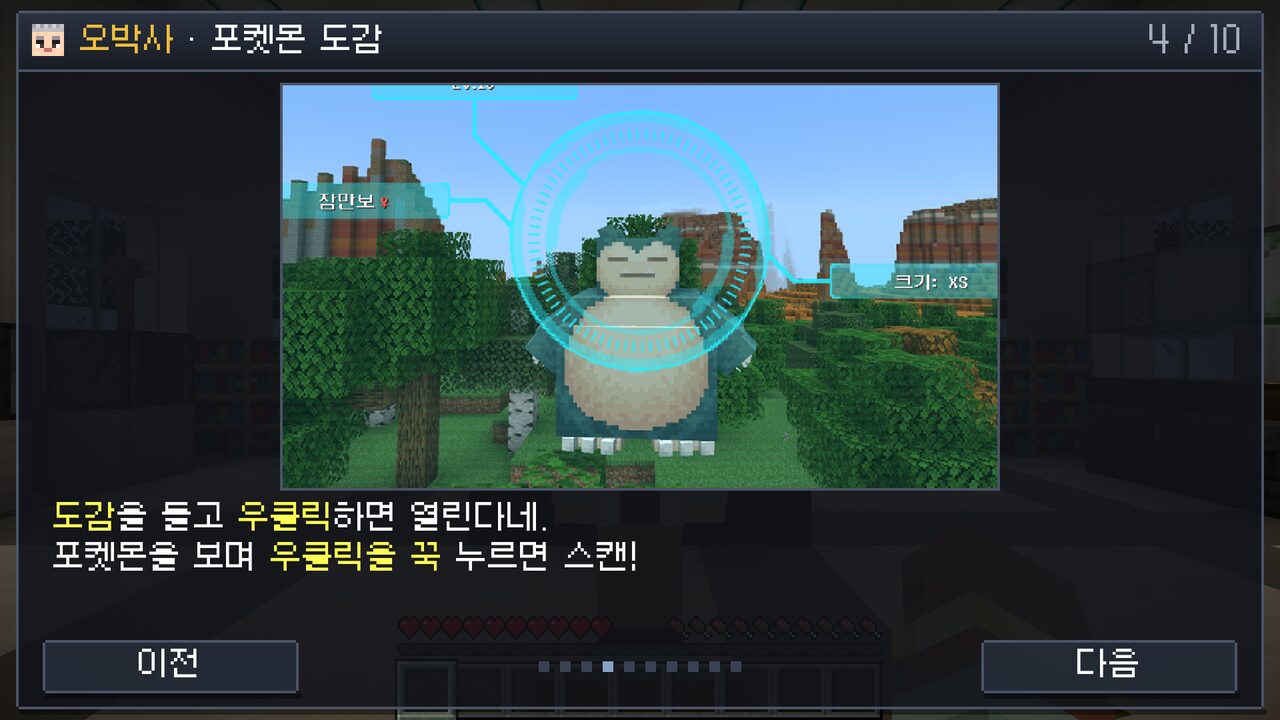 오박사 · 포켓몬 도감
4 / 10
잠만보 ♀
크기: XS
도감을 들고 우클릭하면 열린다네.
포켓몬을 보며 우클릭을 꾹 누르면 스캔!
이전
다음